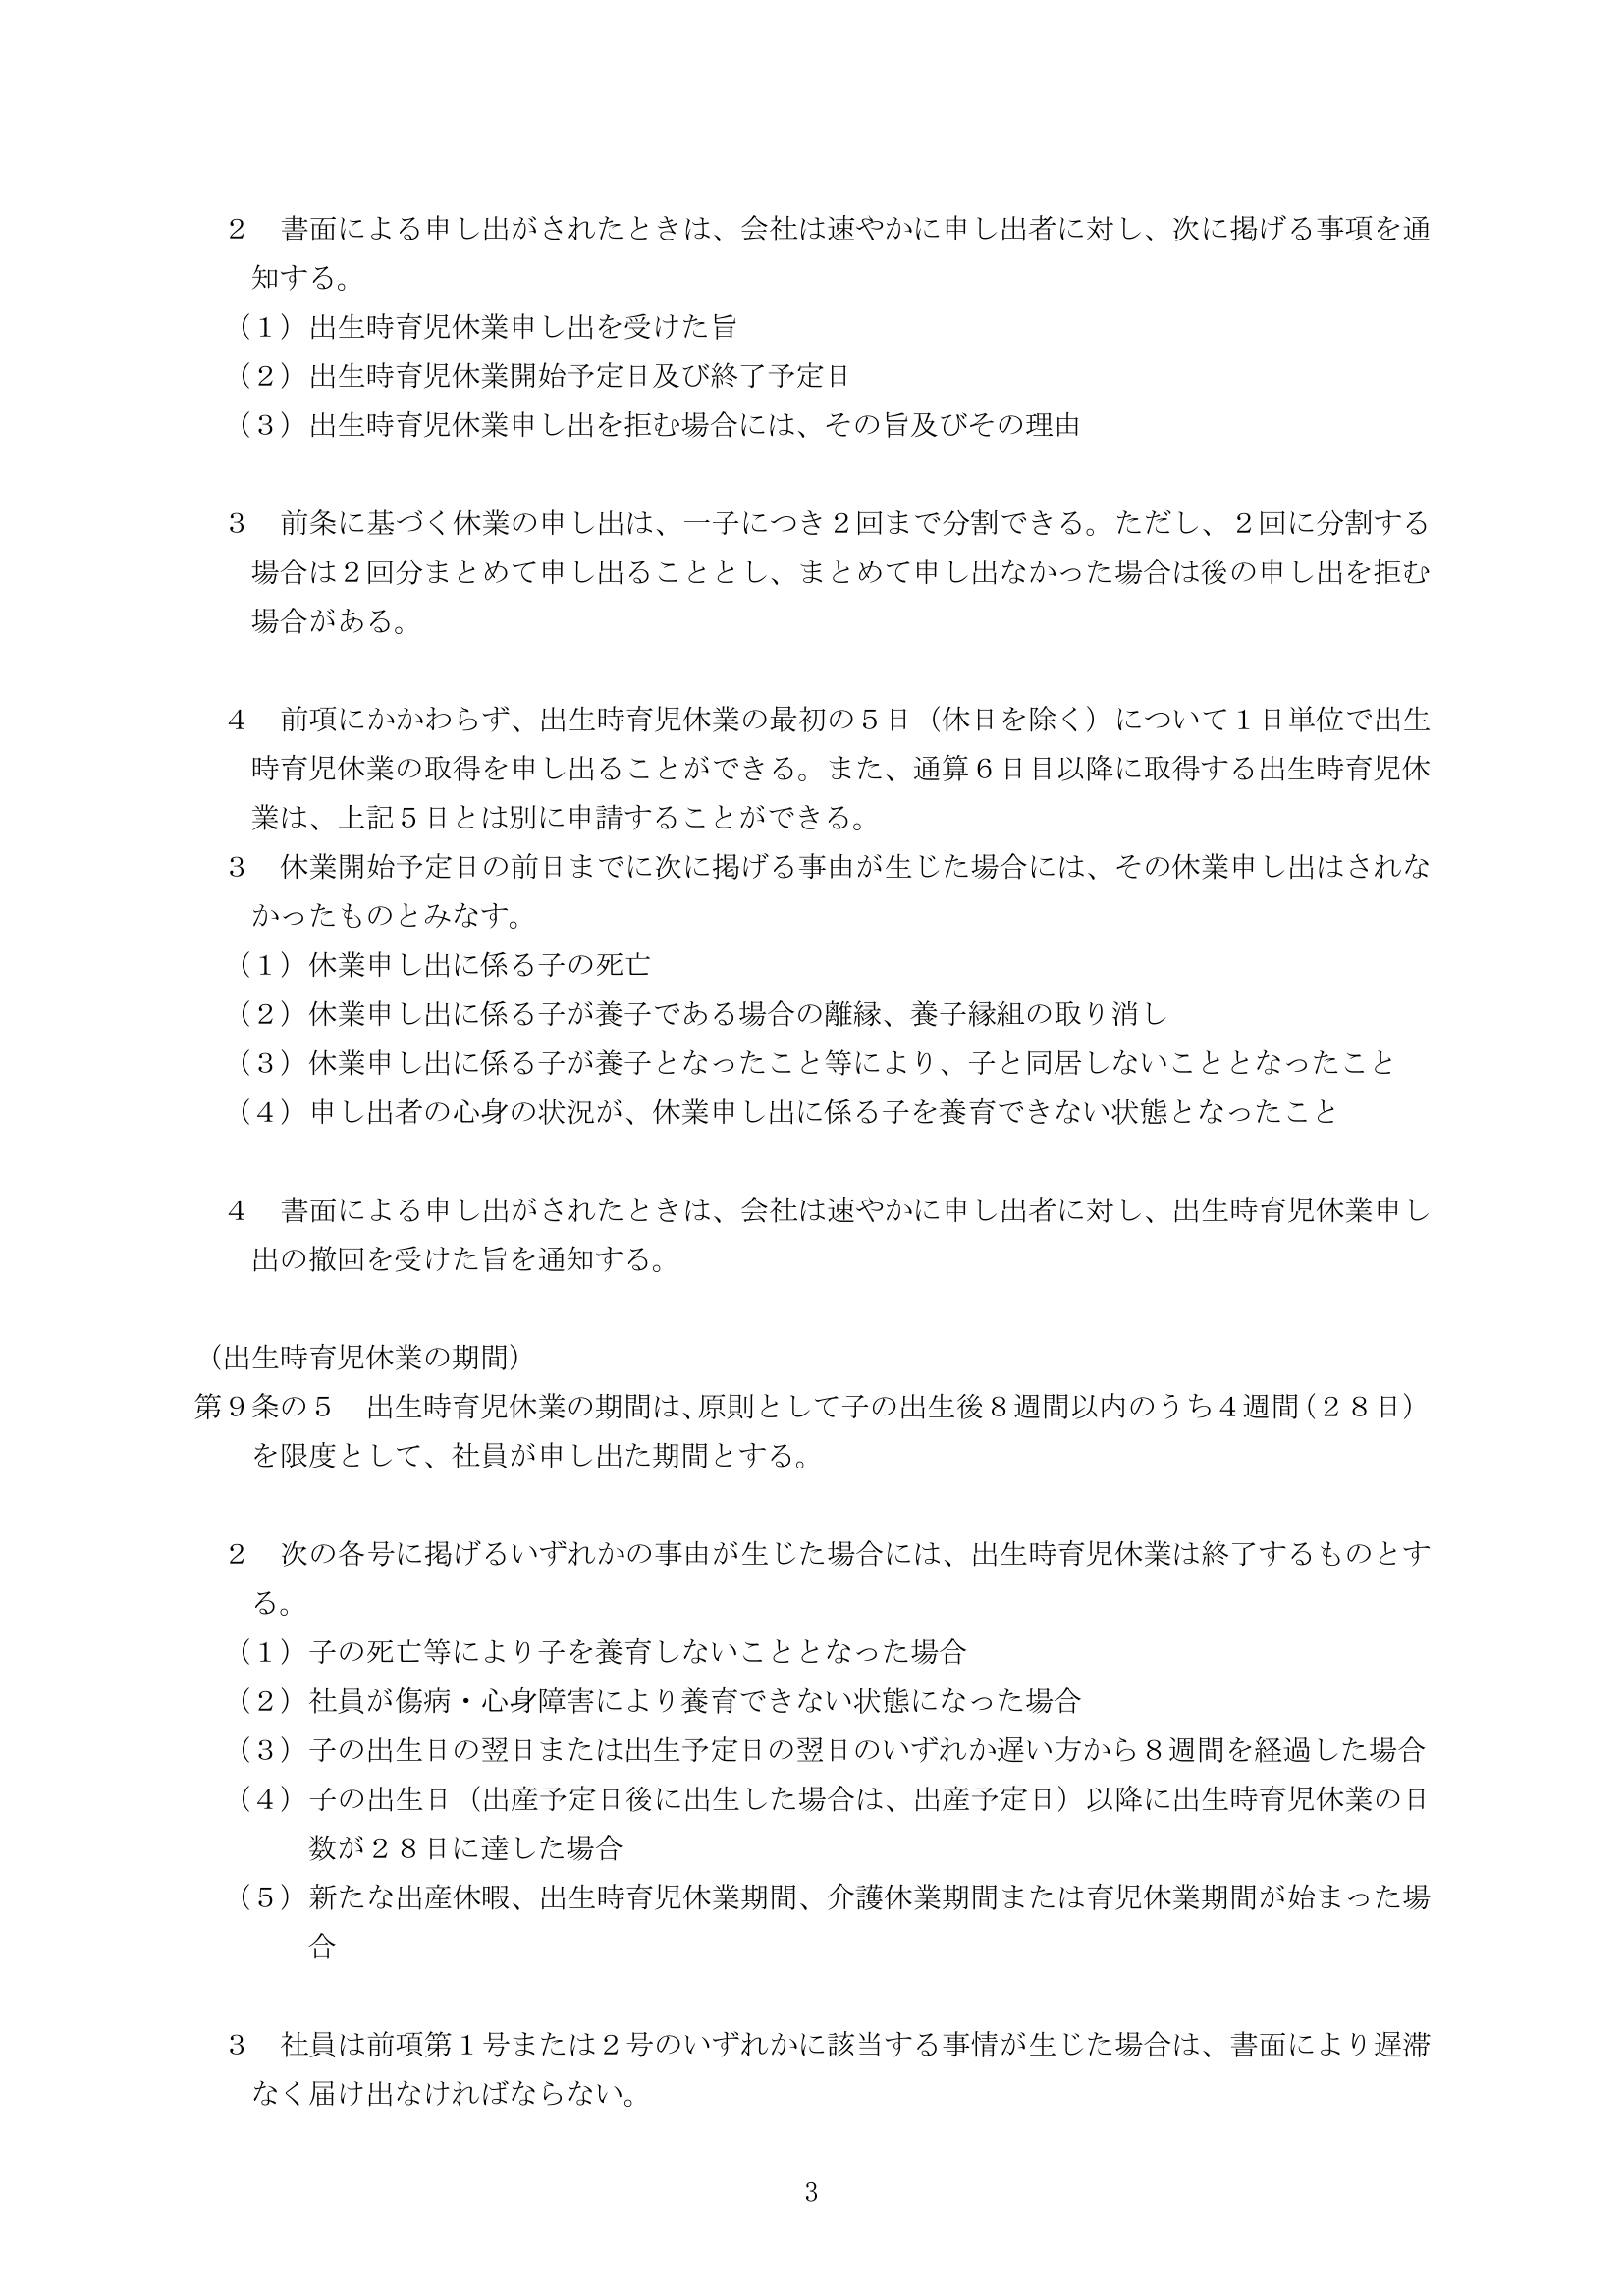 ２　書面による申し出がされたときは、会社は速やかに申し出者に対し、次に掲げる事項を通
知する。
（１）出生時育児休業申し出を受けた旨
（２）出生時育児休業開始予定日及び終了予定日
（３）出生時育児休業申し出を拒む場合には、その旨及びその理由
３　前条に基づく休業の申し出は、一子につき２回まで分割できる。ただし、２回に分割する
場合は２回分まとめて申し出ることとし、まとめて申し出なかった場合は後の申し出を拒む
場合がある。
４　前項にかかわらず、出生時育児休業の最初の５日（休日を除く）について１日単位で出生
時育児休業の取得を申し出ることができる。また、通算６日目以降に取得する出生時育児休
業は、上記５日とは別に申請することができる。
３　休業開始予定日の前日までに次に掲げる事由が生じた場合には、その休業申し出はされな
かったものとみなす。
（１）休業申し出に係る子の死亡
（２）休業申し出に係る子が養子である場合の離縁、養子縁組の取り消し
（３）休業申し出に係る子が養子となったこと等により、子と同居しないこととなったこと
（４）申し出者の心身の状況が、休業申し出に係る子を養育できない状態となったこと
４　書面による申し出がされたときは、会社は速やかに申し出者に対し、出生時育児休業申し
出の撤回を受けた旨を通知する。
（出生時育児休業の期間）
第９条の５　出生時育児休業の期間は、原則として子の出生後８週間以内のうち４週間（２８日）
を限度として、社員が申し出た期間とする。
２　次の各号に掲げるいずれかの事由が生じた場合には、出生時育児休業は終了するものとす
る。
（１）子の死亡等により子を養育しないこととなった場合
（２）社員が傷病・心身障害により養育できない状態になった場合
（３）子の出生日の翌日または出生予定日の翌日のいずれか遅い方から８週間を経過した場合
（４）子の出生日（出産予定日後に出生した場合は、出産予定日）以降に出生時育児休業の日
数が２８日に達した場合
（５）新たな出産休暇、出生時育児休業期間、介護休業期間または育児休業期間が始まった場
合
３　社員は前項第１号または２号のいずれかに該当する事情が生じた場合は、書面により遅滞
なく届け出なければならない。
3